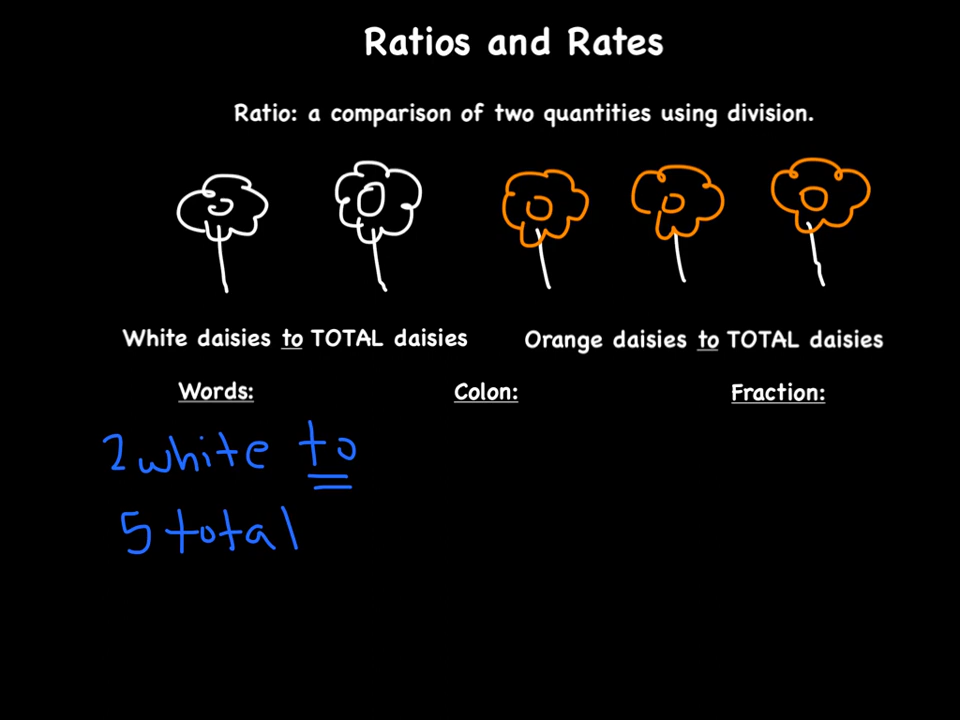 Ratios and Rates
Ratio: a comparison of two quantities using division.
White daisies to TOTAL daisies
Orange daisies to TOTAL daisies
Words:
Colon:
Fraction:
2 white to
5 total